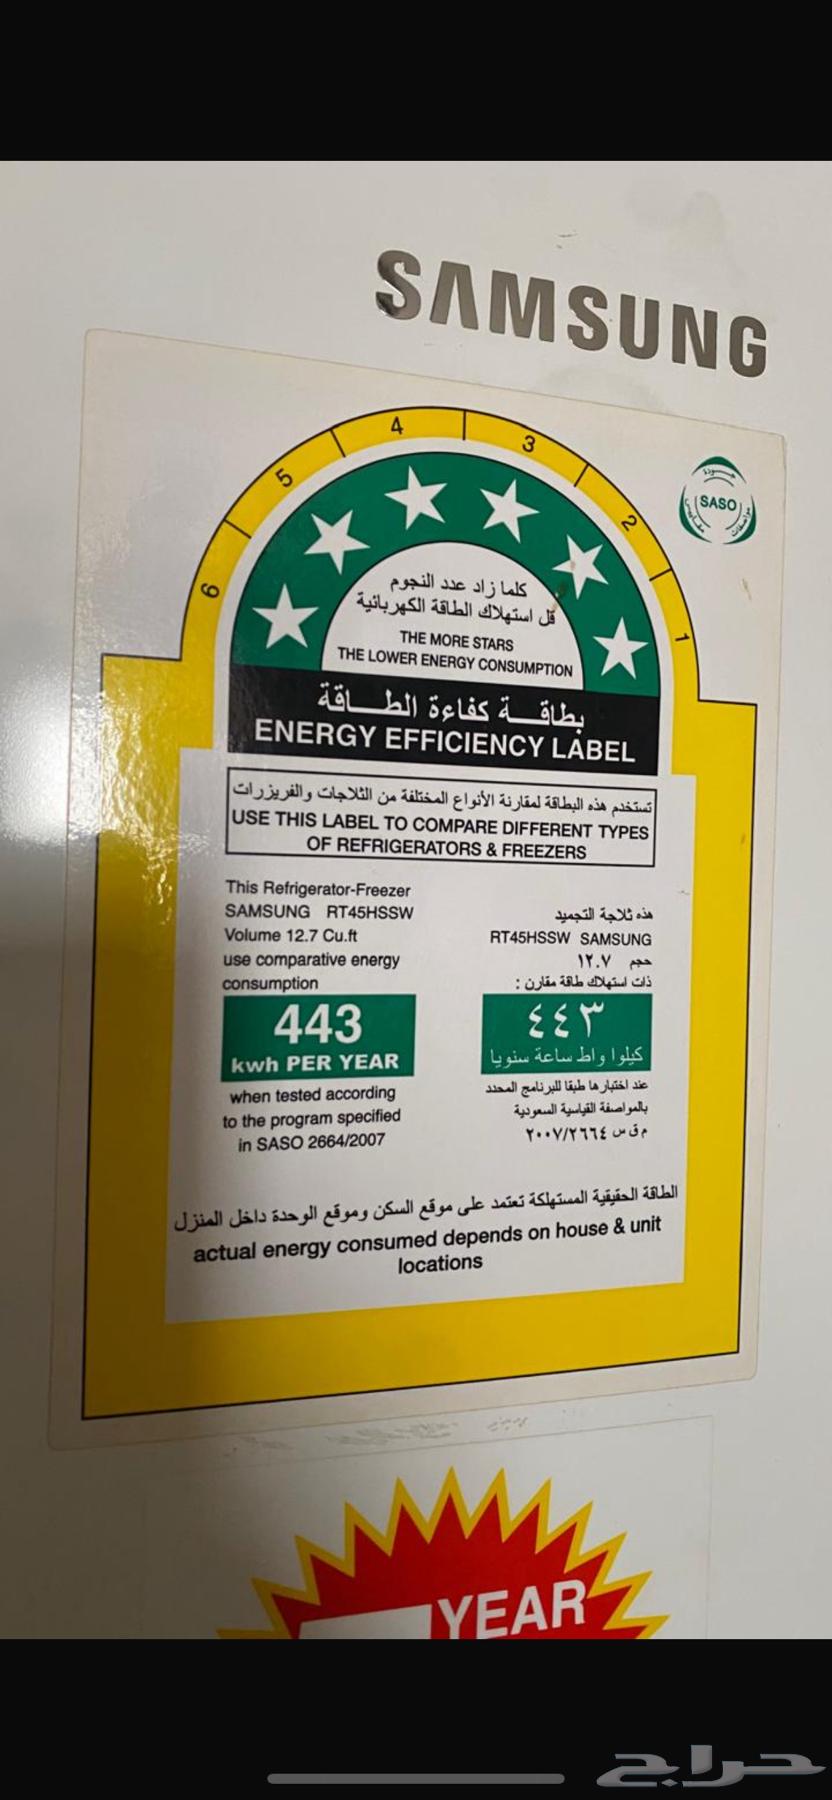 SAMSUNG
4
3
5
2
6
1
جودة
SASO
مقاييس
مواصفات
كلما زاد عدد النجوم
قل استهلاك الطاقة الكهربائية
THE MORE STARS
THE LOWER ENERGY CONSUMPTION
بطاقـة كفاءة الطـاقة
ENERGY EFFICIENCY LABEL
تستخدم هذه البطاقة لمقارنة الأنواع المختلفة من الثلاجات والفريزرات
USE THIS LABEL TO COMPARE DIFFERENT TYPES
OF REFRIGERATORS & FREEZERS
This Refrigerator-Freezer
SAMSUNG RT45HSSW
Volume 12.7 Cu.ft
use comparative energy
consumption
443
kwh PER YEAR
when tested according
to the program specified
in SASO 2664/2007
هذه ثلاجة التجميد
RT45HSSW SAMSUNG
حجم ١٢.٧
ذات استهلاك طاقة مقارن :
٤٤٣
كيلوا واط ساعة سنويا
عند اختبارها طبقا للبرنامج المحدد
بالمواصفة القياسية السعودية
م ق س ٢٠٠٧/٢٦٦٤
الطاقة الحقيقية المستهلكة تعتمد على موقع السكن وموقع الوحدة داخل المنزل
actual energy consumed depends on house & unit
locations
YEAR
حراج